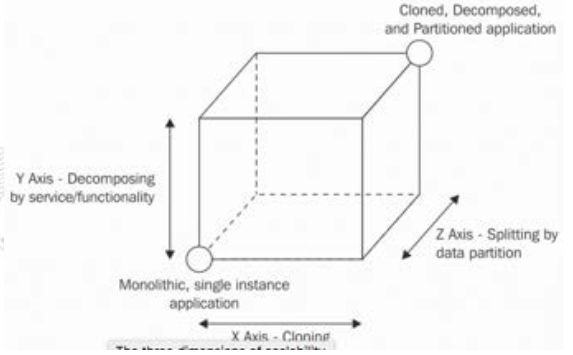 Cloned, Decomposed,
and Partitioned application
Y Axis - Decomposing
by service/functionality
Z Axis - Splitting by
data partition
Monolithic, single instance
application
X Axis - Cloning
The three dimensions of scalability